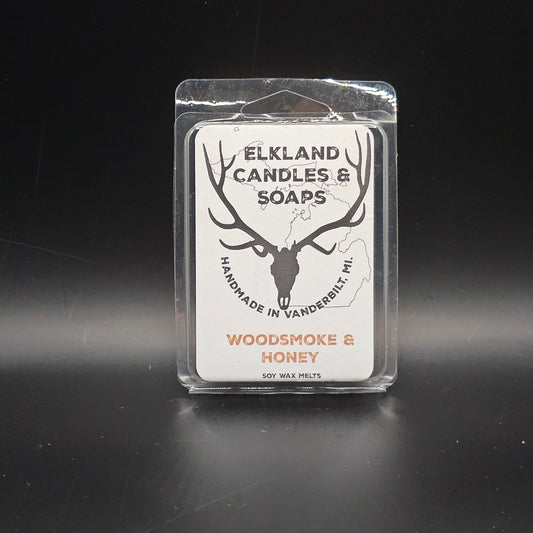 ELKLAND
CANDLES &
SOAPS
HANDMADE IN VANDERBILT, MI.
WOODSMOKE &
HONEY
SOY WAX MELTS